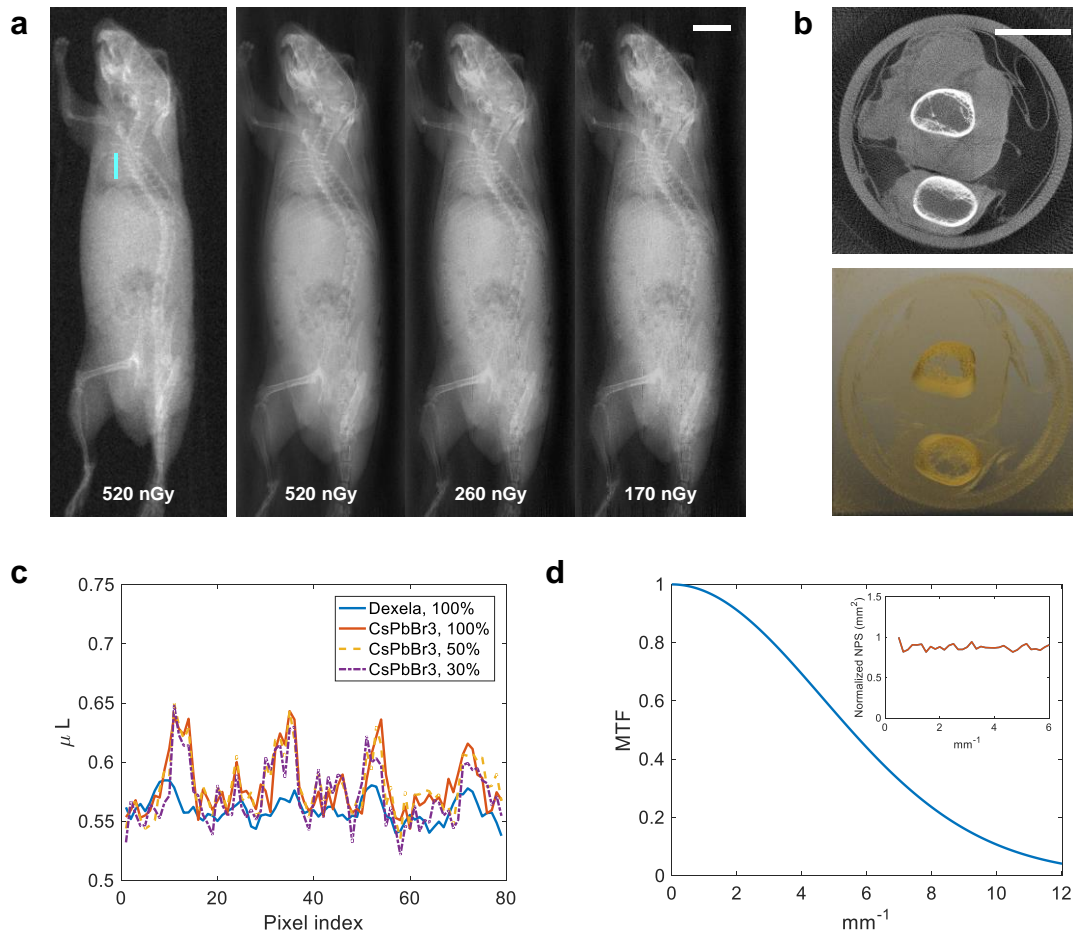 a
b
520 nGy
520 nGy
260 nGy
170 nGy
c
0.75
0.7
0.65
0.6
0.55
0.5
μ L
0
20
40
60
80
Pixel index
Dexela, 100%
CsPbBr3, 100%
CsPbBr3, 50%
CsPbBr3, 30%
d
1
0.8
0.6
0.4
0.2
0
MTF
0
2
4
6
8
10
12
mm⁻¹
1.5
1
0.5
0
Normalized NPS (mm²)
0
2
4
6
mm⁻¹